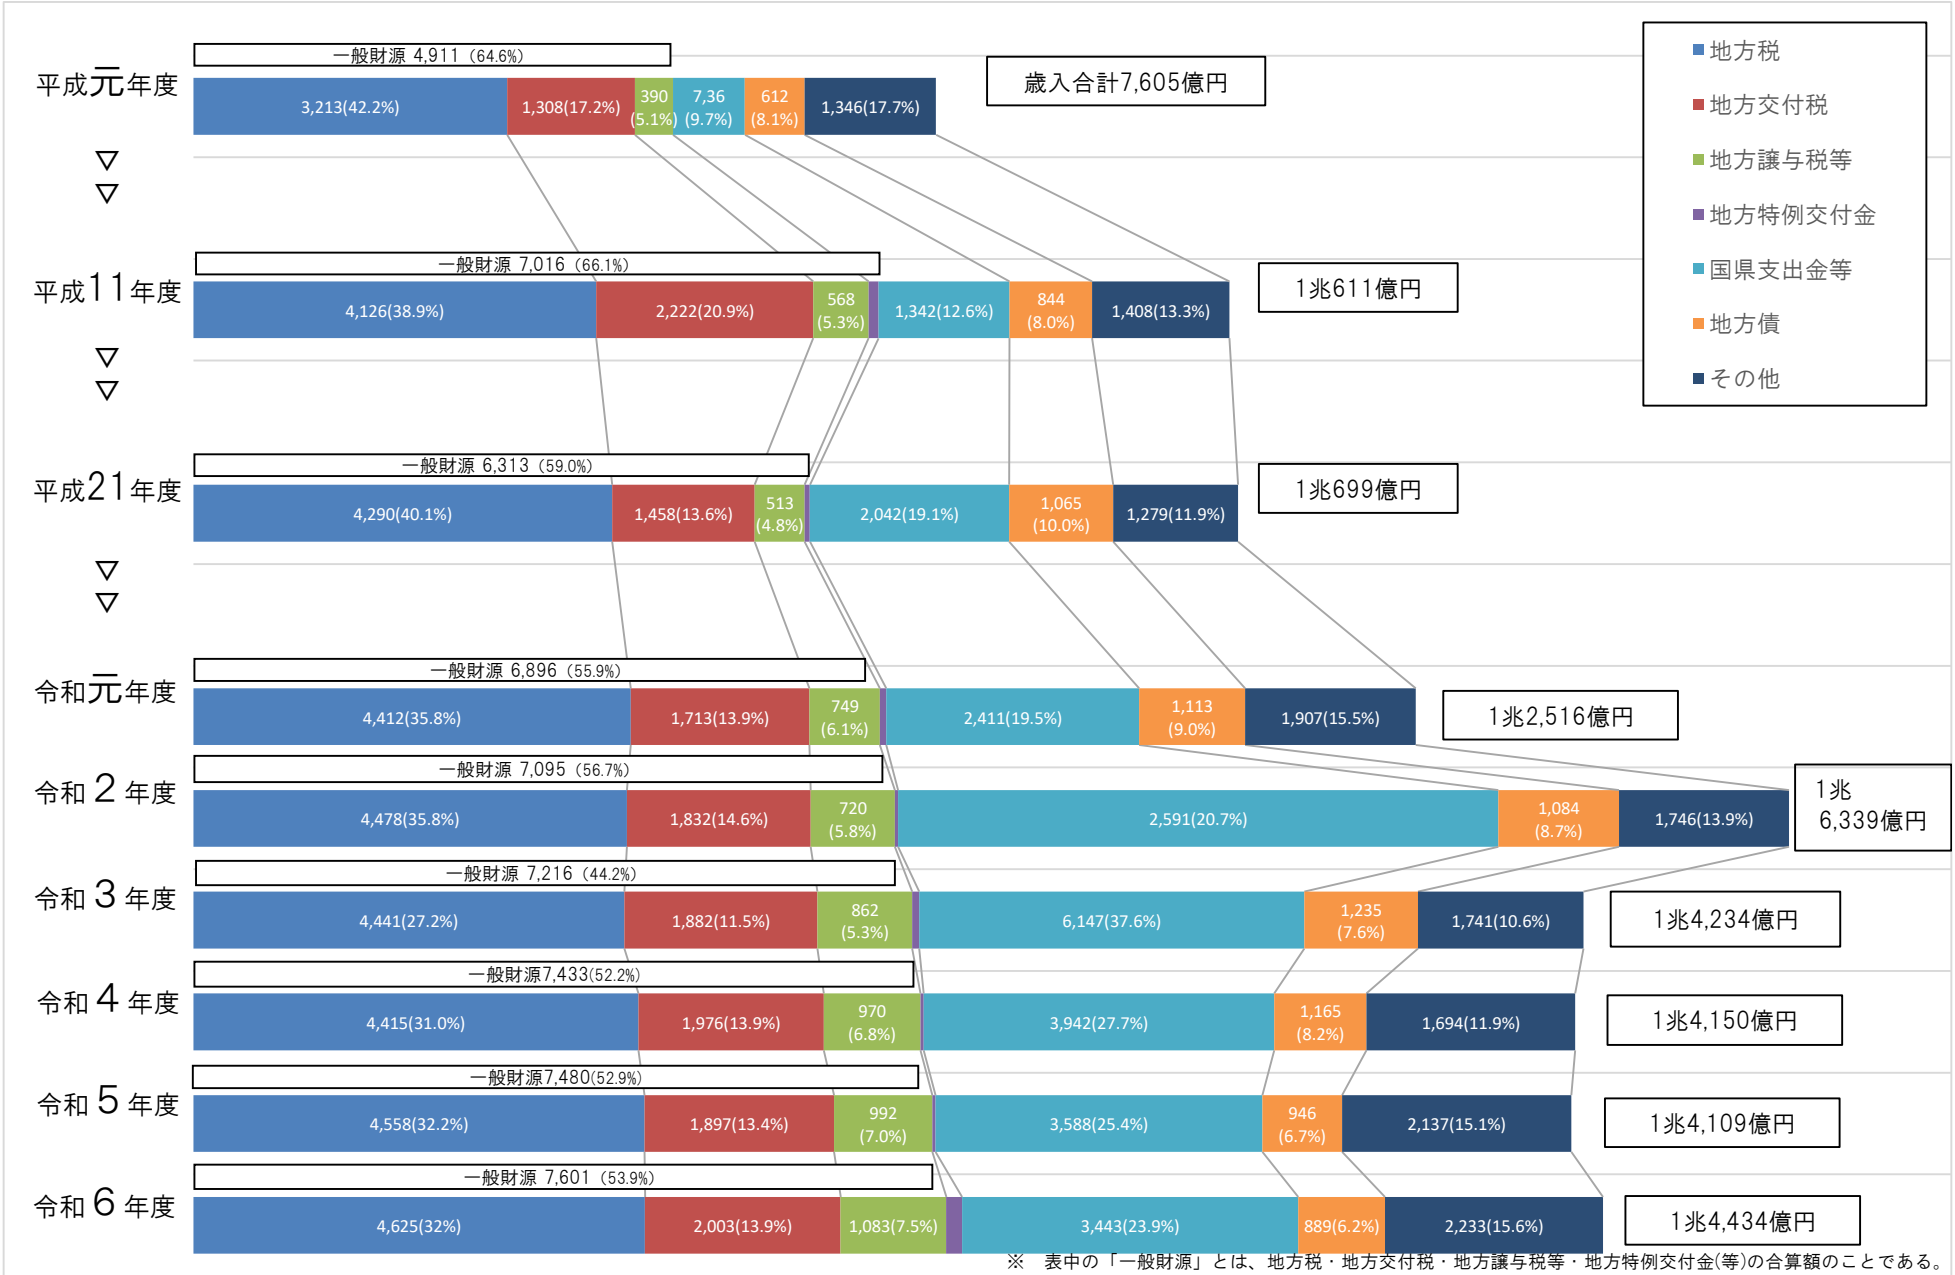 一般財源 4,911 (64.6%)
平成元年度
3,213(42.2%)
1,308(17.2%)
390
(5.1%)
7,36
(9.7%)
612
(8.1%)
1,346(17.7%)
歳入合計7,605億円
地方税
地方交付税
地方譲与税等
地方特例交付金
国県支出金等
地方債
その他
▽
▽
一般財源 7,016 (66.1%)
平成11年度
4,126(38.9%)
2,222(20.9%)
568
(5.3%)
1,342(12.6%)
844
(8.0%)
1,408(13.3%)
1兆611億円
▽
▽
一般財源 6,313 (59.0%)
平成21年度
4,290(40.1%)
1,458(13.6%)
513
(4.8%)
2,042(19.1%)
1,065
(10.0%)
1,279(11.9%)
1兆699億円
▽
▽
一般財源 6,896 (55.9%)
令和元年度
4,412(35.8%)
1,713(13.9%)
749
(6.1%)
2,411(19.5%)
1,113
(9.0%)
1,907(15.5%)
1兆2,516億円
一般財源 7,095 (56.7%)
令和２年度
4,478(35.8%)
1,832(14.6%)
720
(5.8%)
2,591(20.7%)
1,084
(8.7%)
1,746(13.9%)
1兆
6,339億円
一般財源 7,216 (44.2%)
令和３年度
4,441(27.2%)
1,882(11.5%)
862
(5.3%)
6,147(37.6%)
1,235
(7.6%)
1,741(10.6%)
1兆4,234億円
一般財源7,433(52.2%)
令和４年度
4,415(31.0%)
1,976(13.9%)
970
(6.8%)
3,942(27.7%)
1,165
(8.2%)
1,694(11.9%)
1兆4,150億円
一般財源7,480(52.9%)
令和５年度
4,558(32.2%)
1,897(13.4%)
992
(7.0%)
3,588(25.4%)
946
(6.7%)
2,137(15.1%)
1兆4,109億円
一般財源 7,601 (53.9%)
令和６年度
4,625(32%)
2,003(13.9%)
1,083(7.5%)
3,443(23.9%)
889(6.2%)
2,233(15.6%)
1兆4,434億円
※　表中の「一般財源」とは、地方税・地方交付税・地方譲与税等・地方特例交付金(等)の合算額のことである。